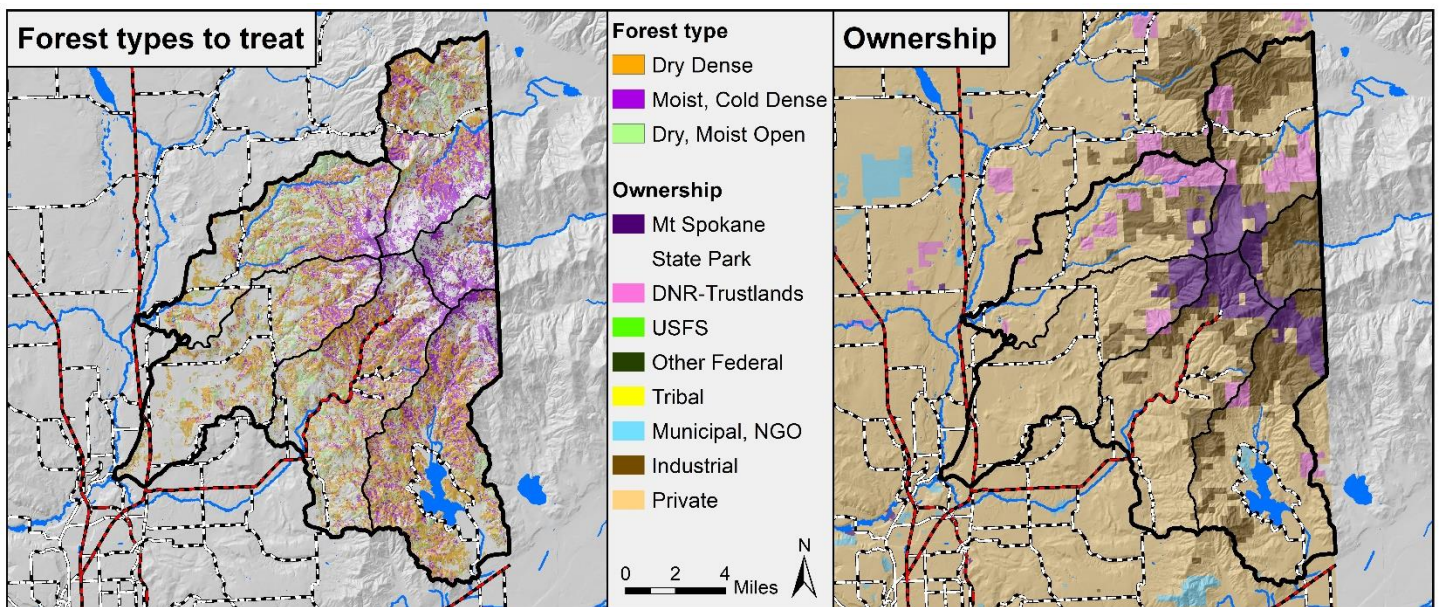 Forest types to treat
Forest type
Dry Dense
Moist, Cold Dense
Dry, Moist Open
Ownership
Mt Spokane
State Park
DNR-Trustlands
USFS
Other Federal
Tribal
Municipal, NGO
Industrial
Private
N
0 2 4 Miles
Ownership